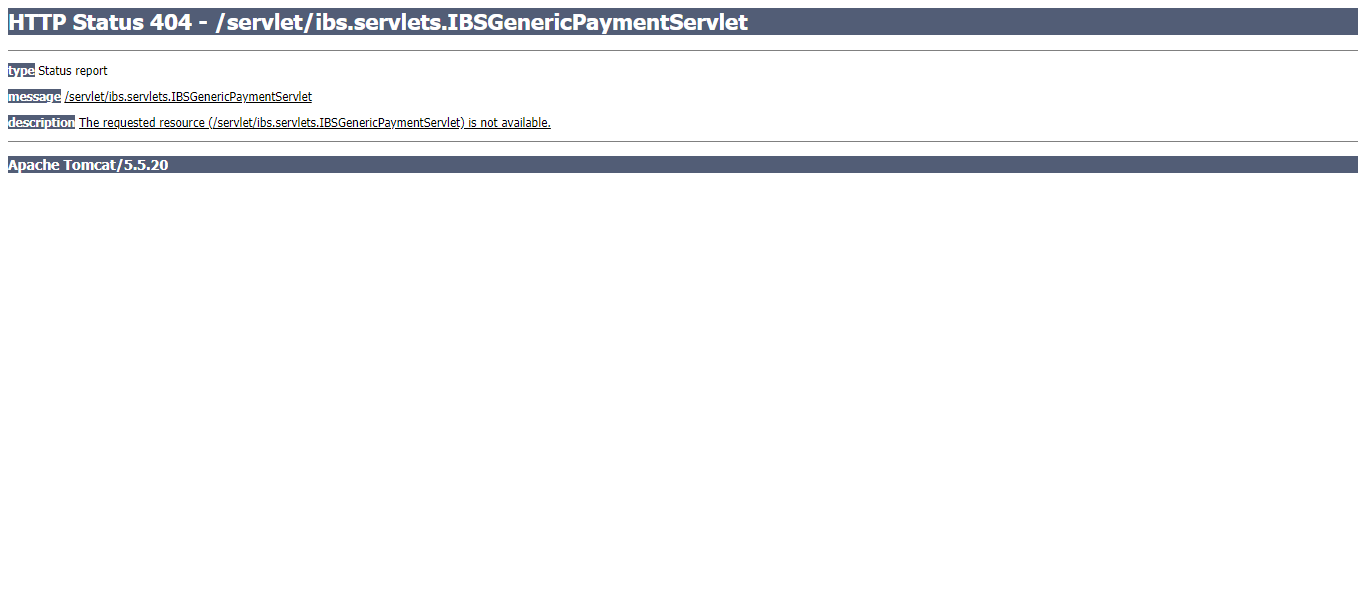 HTTP Status 404 - /servlet/ibs.servlets.IBSGenericPaymentServlet
type Status report
message /servlet/ibs.servlets.IBSGenericPaymentServlet
description The requested resource (/servlet/ibs.servlets.IBSGenericPaymentServlet) is not available.
Apache Tomcat/5.5.20